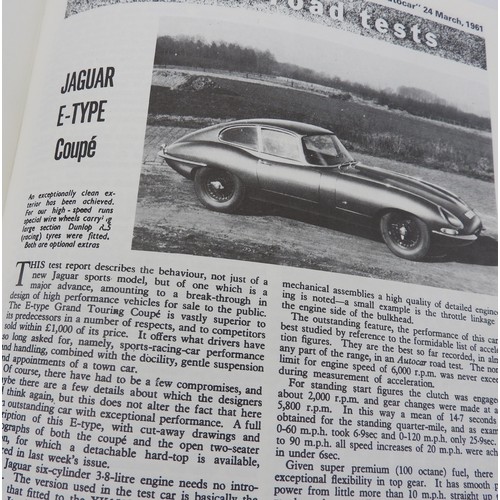 "Autocar" 24 March, 1961
road tests
JAGUAR
E-TYPE
Coupé
An exceptionally clean ex-
terior has been achieved.
For our high-speed runs
special wire wheels carrying
large section Dunlop R.5
(racing) tyres were fitted.
Both are optional extras
THIS test report describes the behaviour, not just of a
new Jaguar sports model, but of one which is a
major advance, amounting to a break-through in
design of high performance vehicles for sale to the public.
The E-type Grand Touring Coupé is vastly superior to
its predecessors in a number of respects, and to competitors
sold within £1,000 of its price. It offers what drivers have
so long asked for, namely, sports-racing-car performance
and handling, combined with the docility, gentle suspension
and appointments of a town car.
Of course, there have had to be a few compromises, and
maybe there are a few details about which the designers
think again, but this does not alter the fact that here
outstanding car with exceptional performance. A full
description of this E-type, with cut-away drawings and
photographs of both the coupé and the open two-seater
for which a detachable hard-top is available,
in last week's issue.
Jaguar six-cylinder 3·8-litre engine needs no intro-
The version used in the test car is basically the
that fitted to the
mechanical assemblies a high quality of detailed engineer-
ing is noted—a small example is the throttle linkage
the engine side of the bulkhead.
The outstanding feature, the performance of this car
best studied by reference to the formidable list of accelera-
tion figures. They are the best so far recorded, in almost
any part of the range, in an Autocar road test. The normal
limit for engine speed of 6,000 r.p.m. was never exceeded
during measurement of acceleration.
For standing start figures the clutch was engaged
about 2,000 r.p.m. and gear changes were made at
5,800 r.p.m. In this way a mean of 14·7 seconds
obtained for the standing quarter-mile, and as exam
0-60 m.p.h. took 6·9sec and 0-120 m.p.h. only 25·9sec.
to 90 m.p.h. all speed increases of 20 m.p.h. were ach
in under 6sec.
Given super premium (100 octane) fuel, there
exceptional flexibility in top gear. It has smooth
power from little more than 10 m.p.h. straight